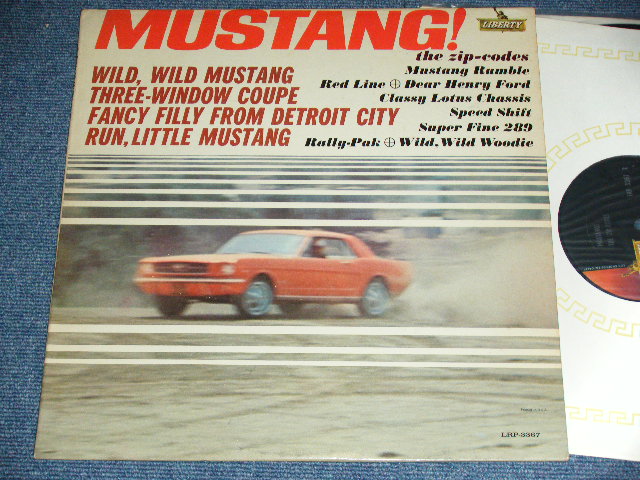 MUSTANG!
LIBERTY
the zip-codes
WILD, WILD MUSTANG
THREE-WINDOW COUPE
FANCY FILLY FROM DETROIT CITY
RUN, LITTLE MUSTANG
Mustang Rumble
Red Line ⊕ Dear Henry Ford
Classy Lotus Chassis
Speed Shift
Super Fine 289
Rally-Pak ⊕ Wild, Wild Woodie
LRP-3367